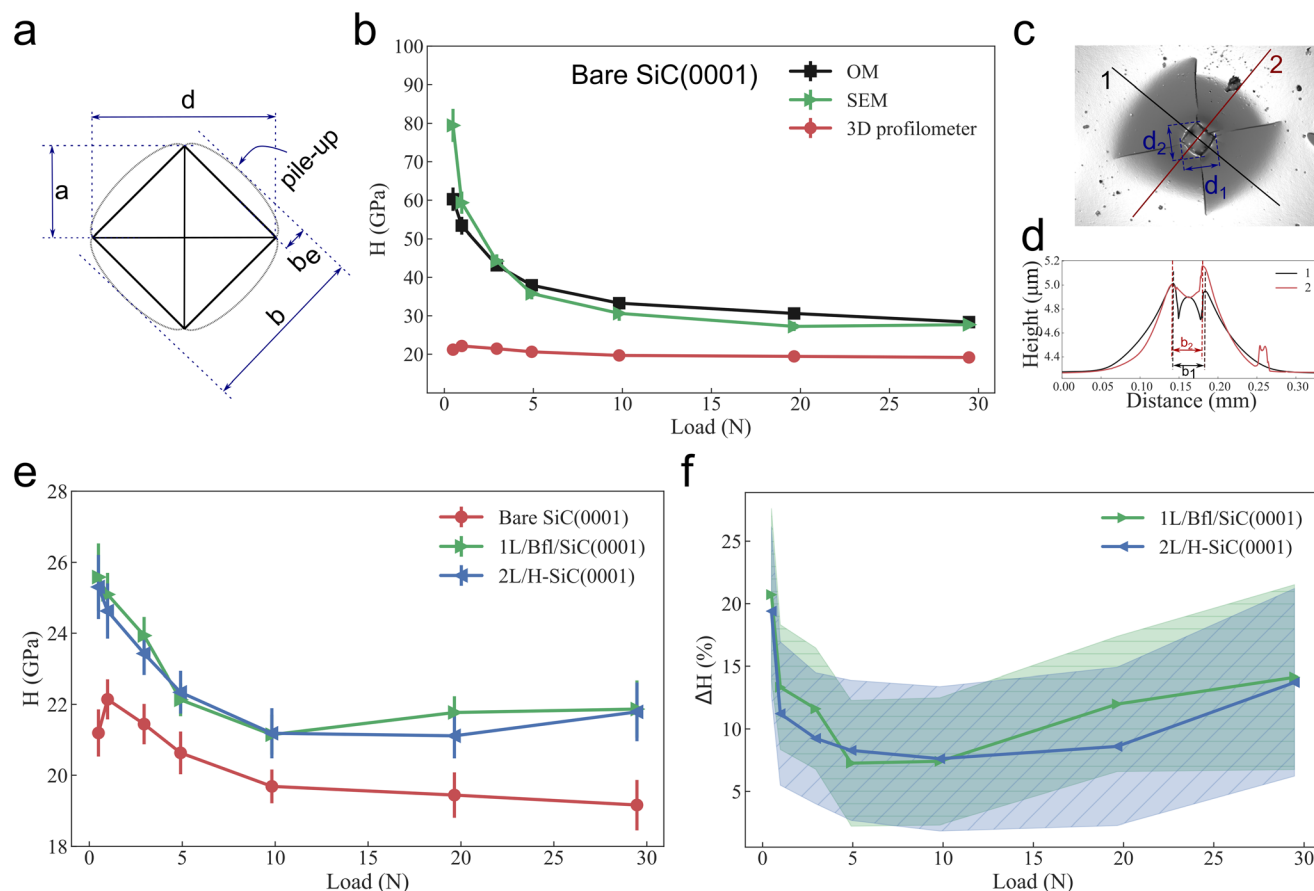 a
d
a
pile-up
be
b
b
Bare SiC(0001)
OM
SEM
3D profilometer
100
90
80
70
60
50
40
30
20
H (GPa)
0 5 10 15 20 25 30
Load (N)
c
1
2
d2
d1
d
5.2
5.0
4.8
4.6
4.4
Height (μm)
1
2
b2
b1
0.00 0.05 0.10 0.15 0.20 0.25 0.30
Distance (mm)
e
28
26
24
22
20
18
H (GPa)
Bare SiC(0001)
1L/Bfl/SiC(0001)
2L/H-SiC(0001)
0 5 10 15 20 25 30
Load (N)
f
25
20
15
10
5
ΔH (%)
1L/Bfl/SiC(0001)
2L/H-SiC(0001)
0 5 10 15 20 25 30
Load (N)